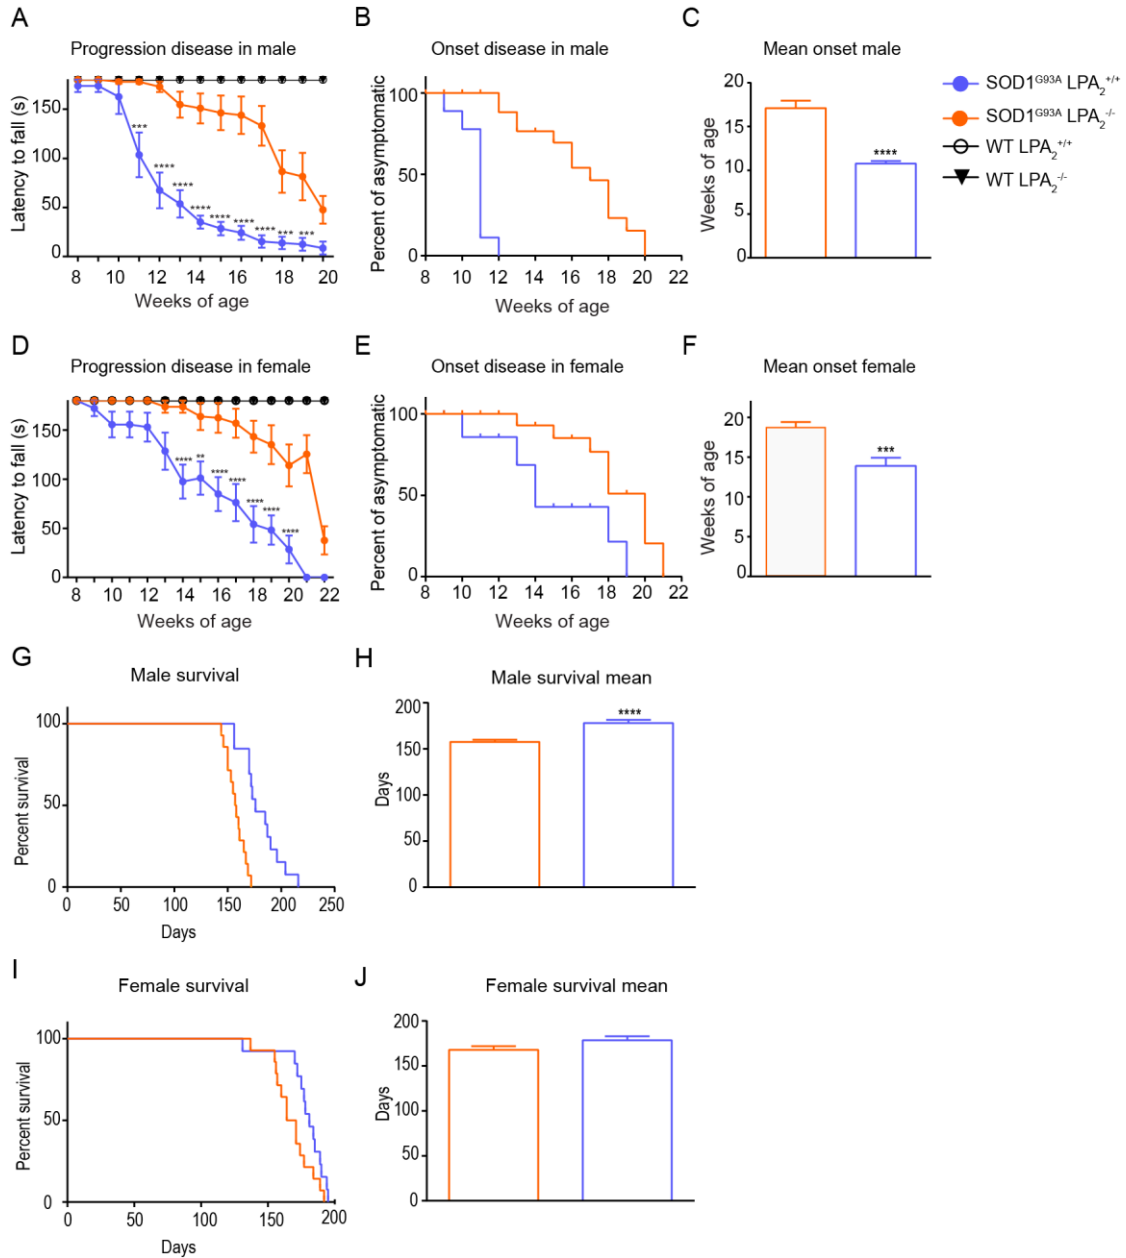 A
Progression disease in male
Latency to fall (s)
150
100
50
0
***
****
****
****
****
****
****
***
***
8 10 12 14 16 18 20
Weeks of age
B
Onset disease in male
Percent of asymptomatic
100
50
0
8 10 12 14 16 18 20 22
Weeks of age
C
Mean onset male
Weeks of age
20
15
10
5
0
****
SOD1G93A LPA2+/+
SOD1G93A LPA2-/-
WT LPA2+/+
WT LPA2-/-
D
Progression disease in female
Latency to fall (s)
150
100
50
0
****
**
****
****
****
****
****
8 10 12 14 16 18 20 22
Weeks of age
E
Onset disease in female
Percent of asymptomatic
100
50
0
8 10 12 14 16 18 20 22
Weeks of age
F
Mean onset female
Weeks of age
20
15
10
5
0
***
G
Male survival
Percent survival
100
50
0
0 50 100 150 200 250
Days
H
Male survival mean
Days
200
150
100
50
0
****
I
Female survival
Percent survival
100
50
0
0 50 100 150 200
Days
J
Female survival mean
Days
200
150
100
50
0